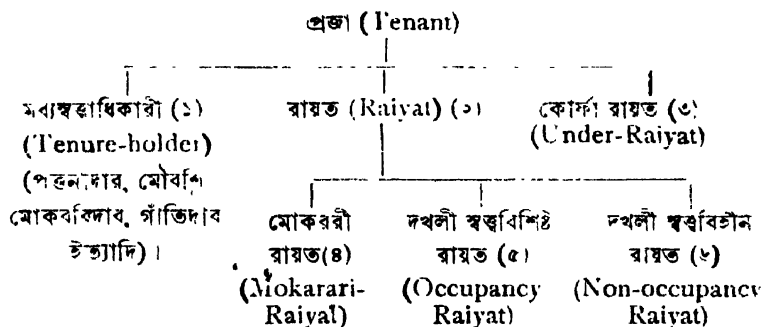 প্রজা (Tenant)
মধ্যস্বত্বাধিকারী (১)
(Tenure-holder)
(পত্তনীদার, মৌরশি
মোকররিদার, গাঁতিদার
ইত্যাদি)।
রায়ত (Raiyat) (২)
কোর্ফা রায়ত (৩)
(Under-Raiyat)
মোকররী
রায়ত(৪)
(Mokarari-
Raiyat)
দখলী স্বত্ববিশিষ্ট
রায়ত (৫)
(Occupancy
Raiyat)
দখলী স্বত্ববিহীন
রায়ত (৬)
(Non-occupancy
Raiyat)